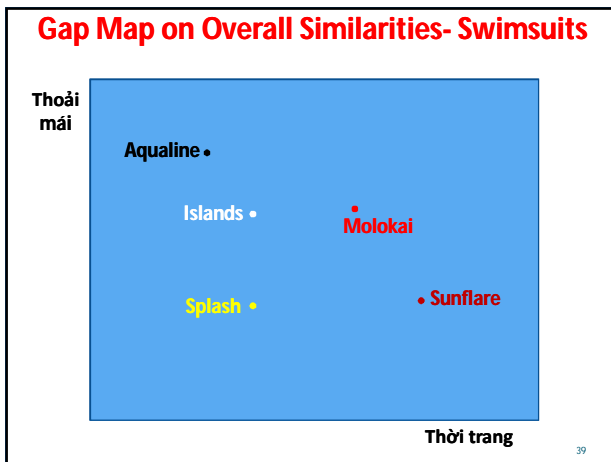 Gap Map on Overall Similarities- Swimsuits
Thoải
mái
Aqualine
Islands
Molokai
Splash
Sunflare
Thời trang
39